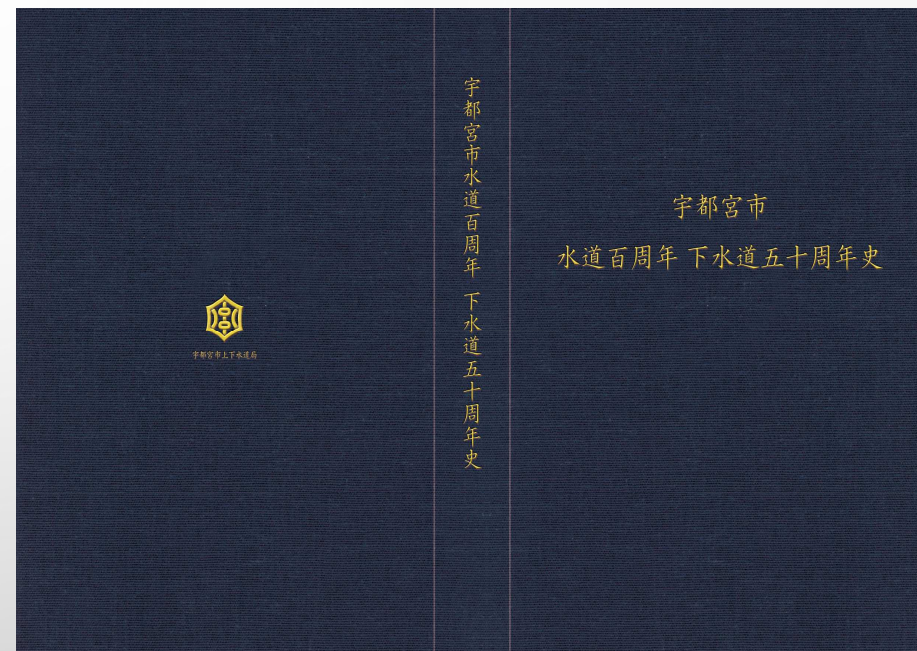 宇都宮市
水道百周年 下水道五十周年史
宇都宮市水道百周年 下水道五十周年史
宇都宮市上下水道局